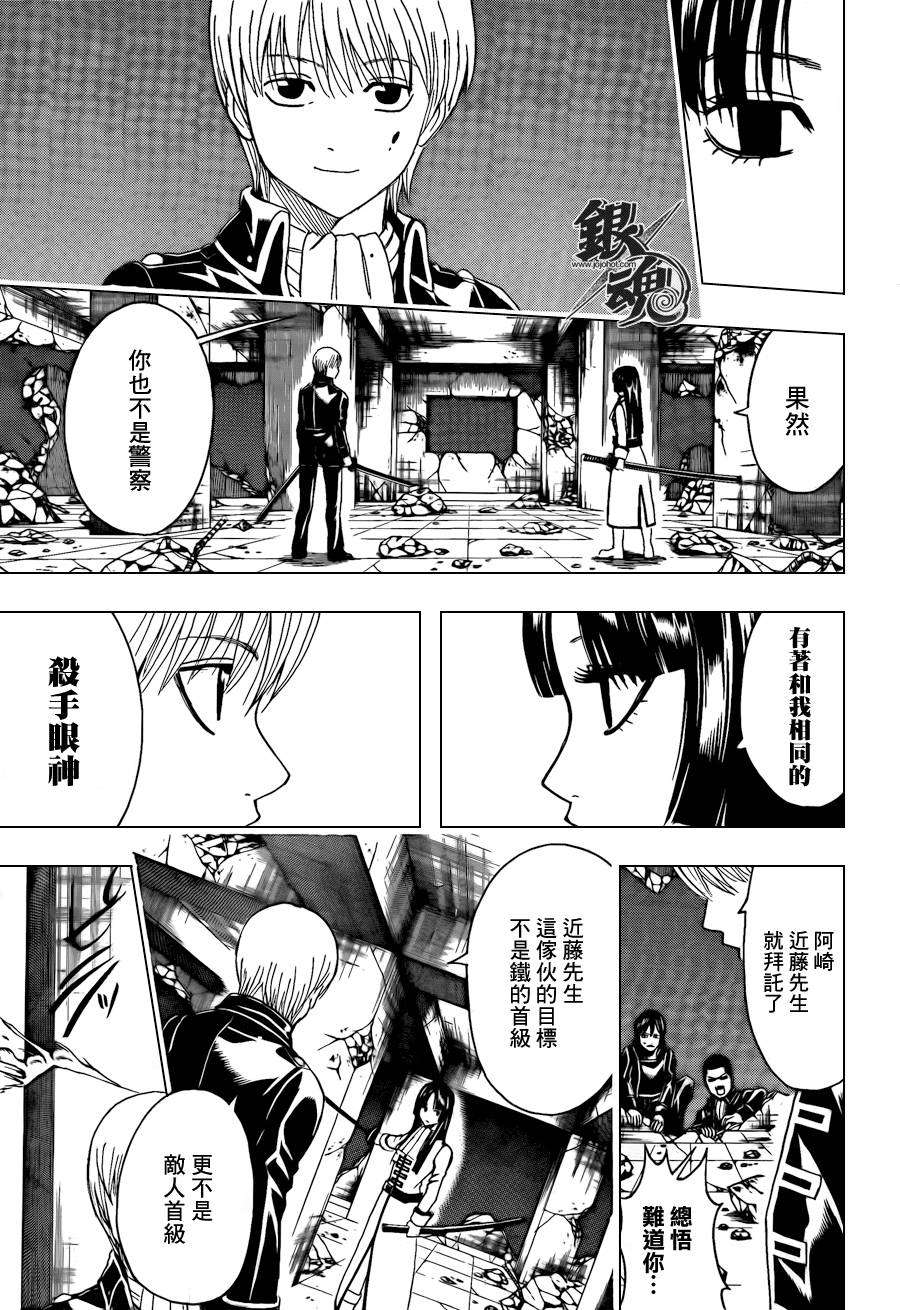 銀魂
www.jojohot.com
果然
你也不是警察
有著和我相同的
殺手眼神
阿崎
近藤先生
就拜託了
總悟
難道你…
近藤先生
這傢伙的目標
不是鐵的首級
更不是
敵人首級